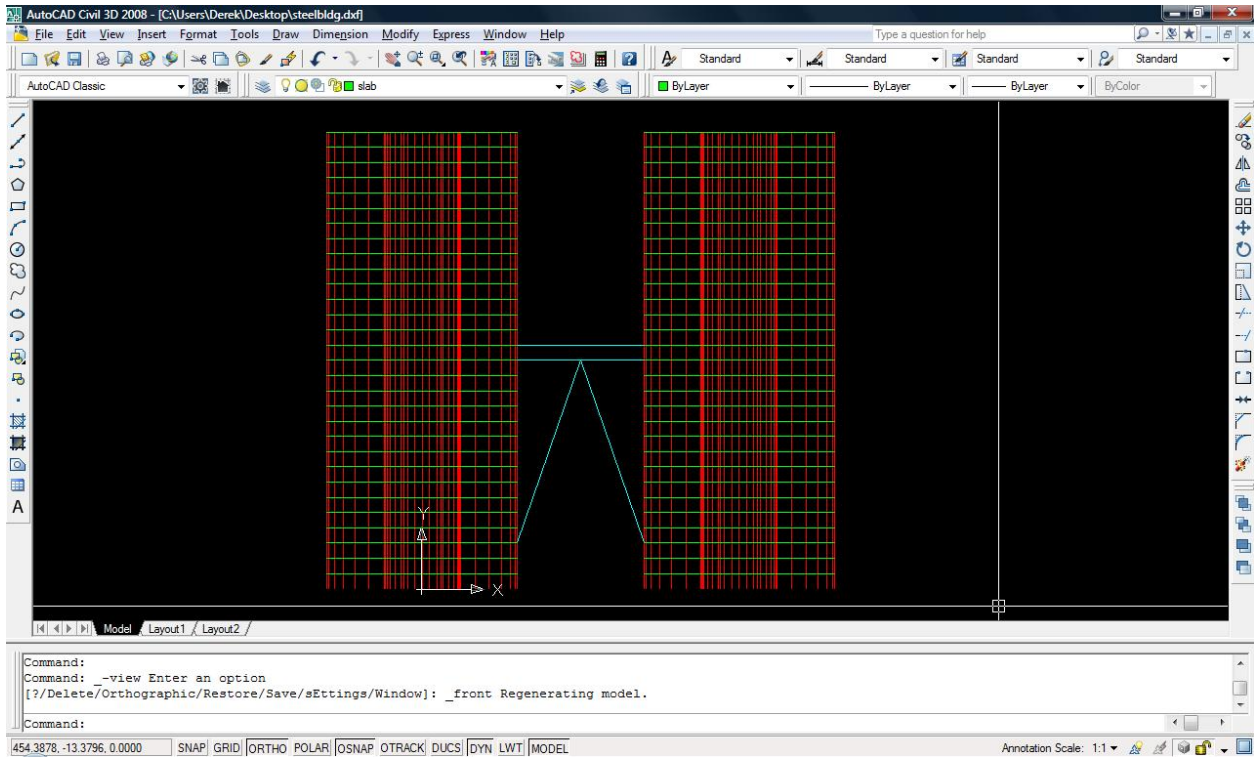 AutoCAD Civil 3D 2008 - [C:\Users\Derek\Desktop\steelbldg.dxf]
File Edit View Insert Format Tools Draw Dimension Modify Express Window Help Type a question for help
Standard Standard Standard Standard
AutoCAD Classic slab ByLayer ByLayer ByLayer ByColor
Y
X
A
Model Layout1 Layout2
Command:
Command: _-view Enter an option
[?/Delete/Orthographic/Restore/Save/sEttings/Window]: _front Regenerating model.
Command:
454.3878, -13.3796, 0.0000 SNAP GRID ORTHO POLAR OSNAP OTRACK DUCS DYN LWT MODEL Annotation Scale: 1:1